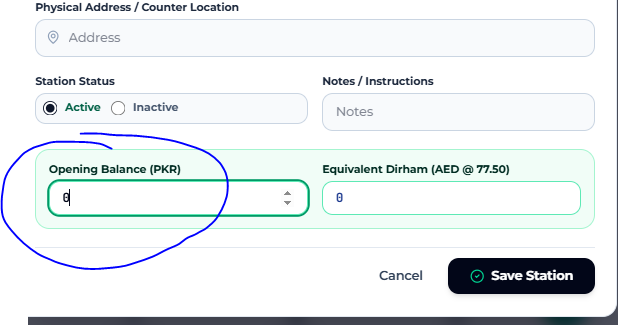 Physical Address / Counter Location
Address
Station Status
Notes / Instructions
Active
Inactive
Notes
Opening Balance (PKR)
Equivalent Dirham (AED @ 77.50)
0
0
Cancel
Save Station